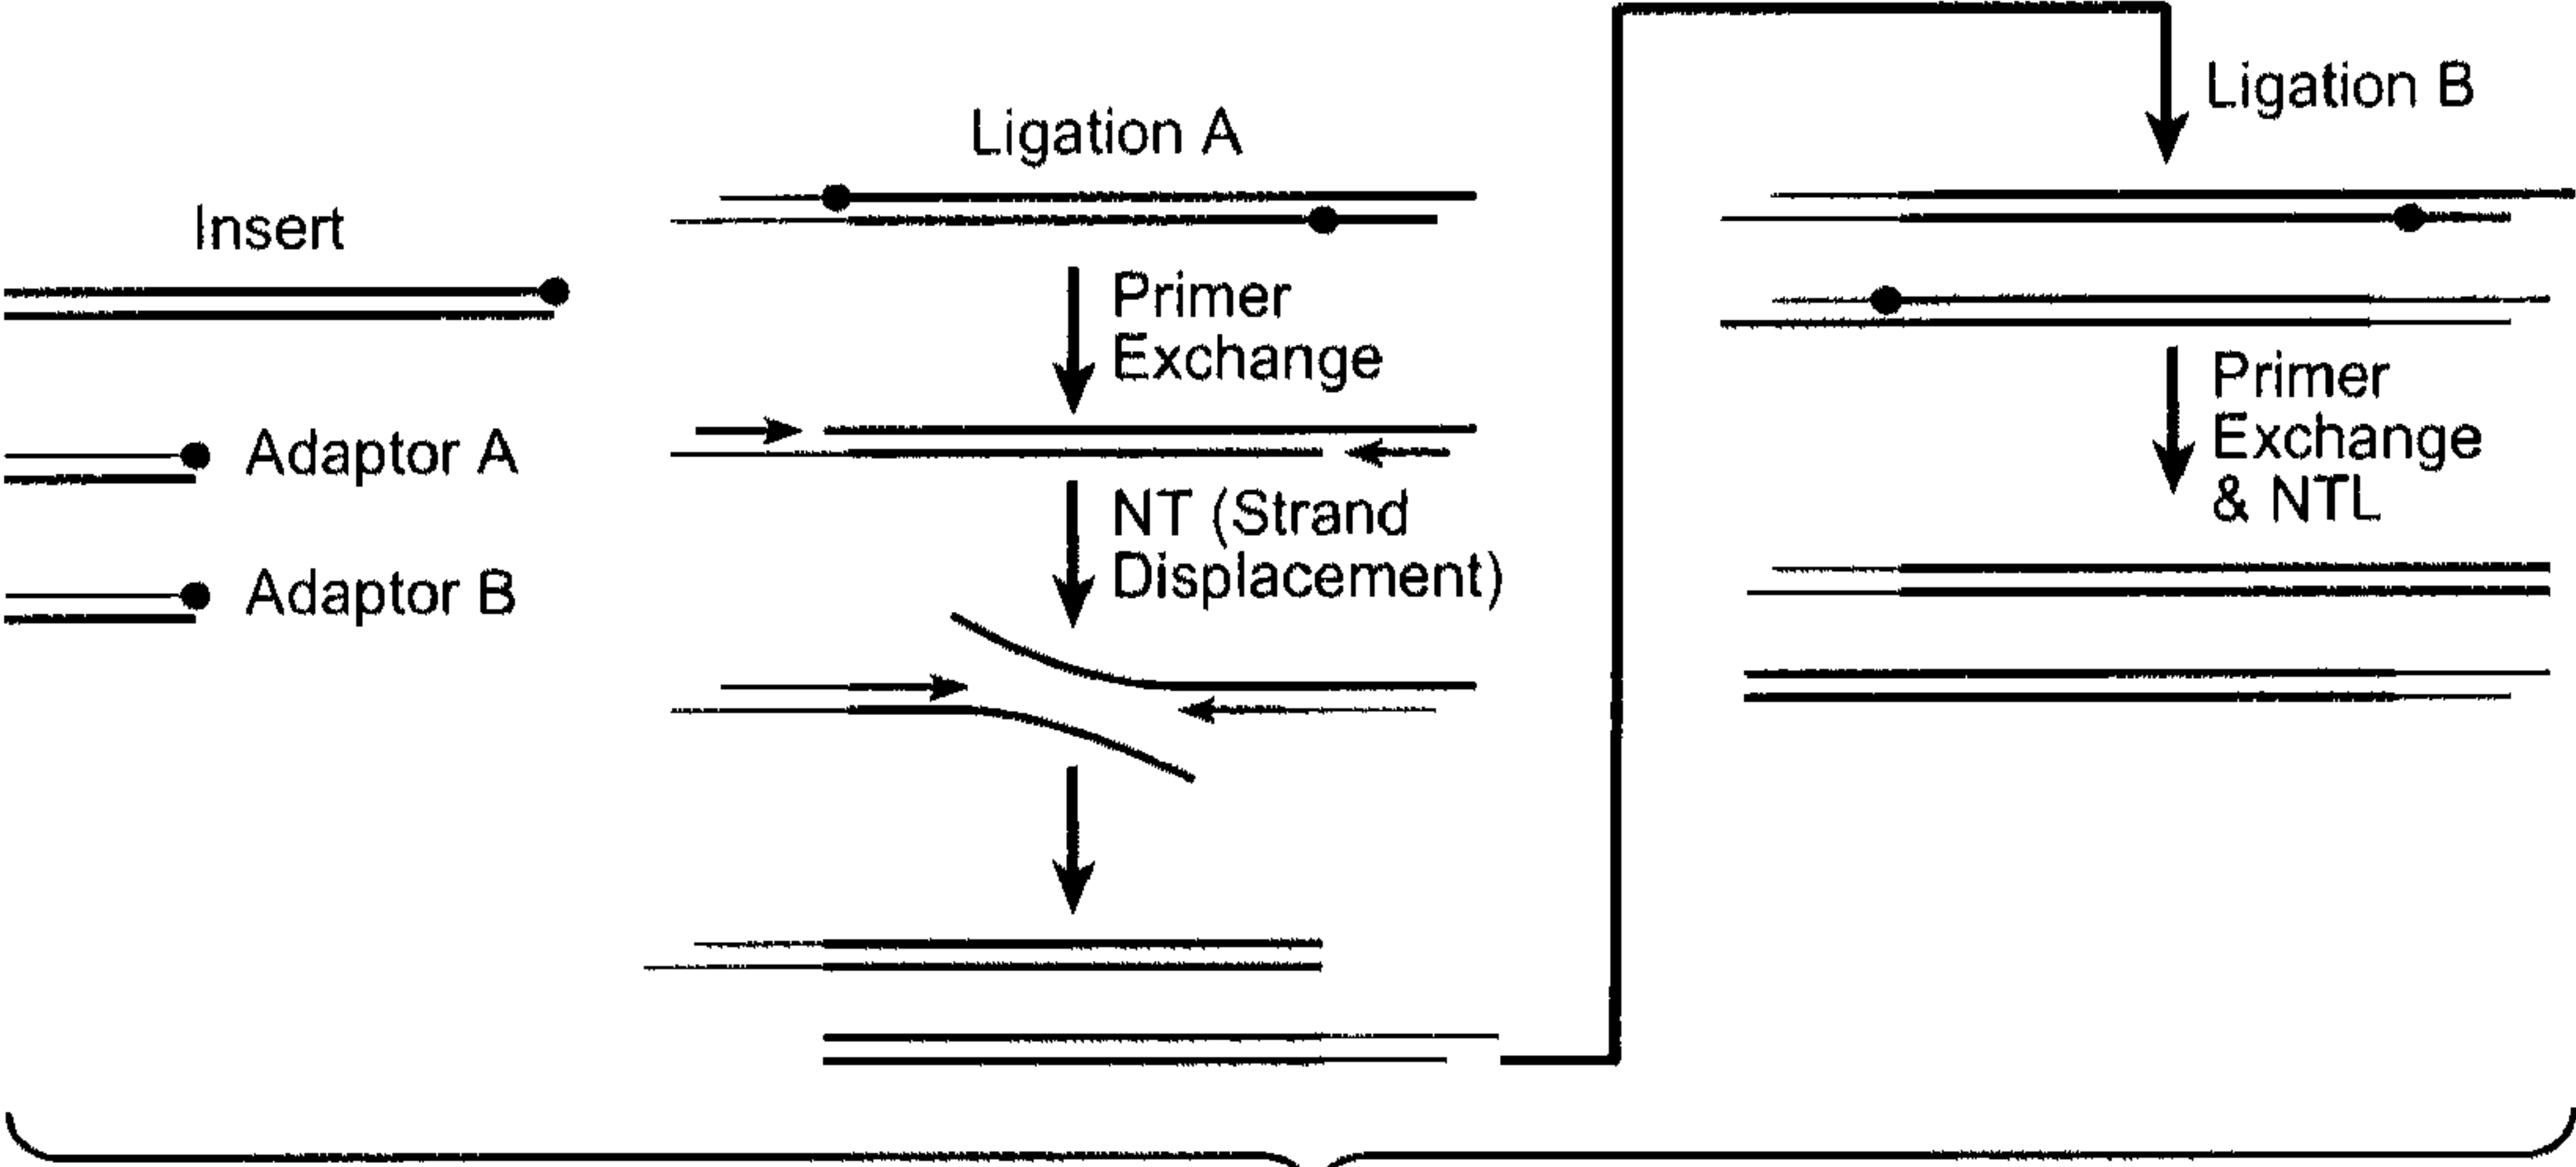 Insert
Adaptor A
Adaptor B
Ligation A
Primer
Exchange
NT (Strand
Displacement)
Ligation B
Primer
Exchange
& NTL